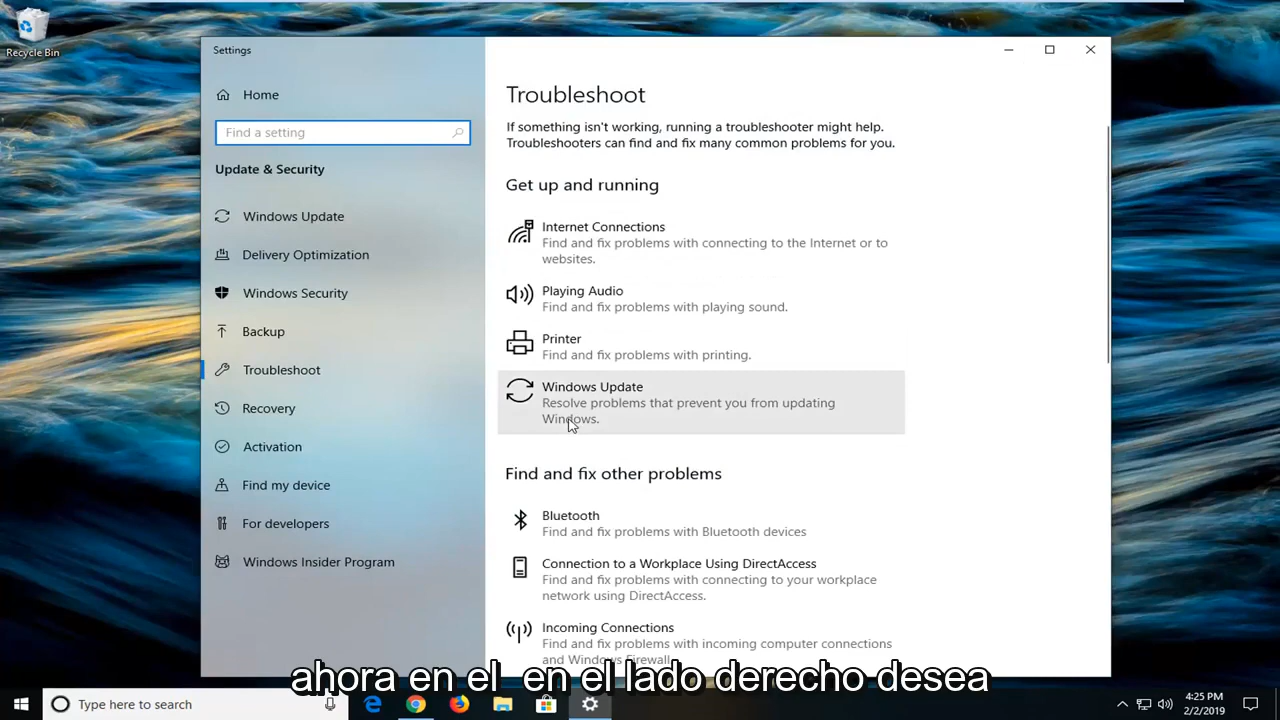 Recycle Bin
Settings
Home
Find a setting
Update & Security
Windows Update
Delivery Optimization
Windows Security
Backup
Troubleshoot
Recovery
Activation
Find my device
For developers
Windows Insider Program
Troubleshoot
If something isn't working, running a troubleshooter might help.
Troubleshooters can find and fix many common problems for you.
Get up and running
Internet Connections
Find and fix problems with connecting to the Internet or to
websites.
Playing Audio
Find and fix problems with playing sound.
Printer
Find and fix problems with printing.
Windows Update
Resolve problems that prevent you from updating
Windows.
Find and fix other problems
Bluetooth
Find and fix problems with Bluetooth devices
Connection to a Workplace Using DirectAccess
Find and fix problems with connecting to your workplace
network using DirectAccess.
Incoming Connections
Find and fix problems with incoming computer connections
and Windows Firewall.
ahora en el en el lado derecho desea
Type here to search
4:25 PM
2/2/2019